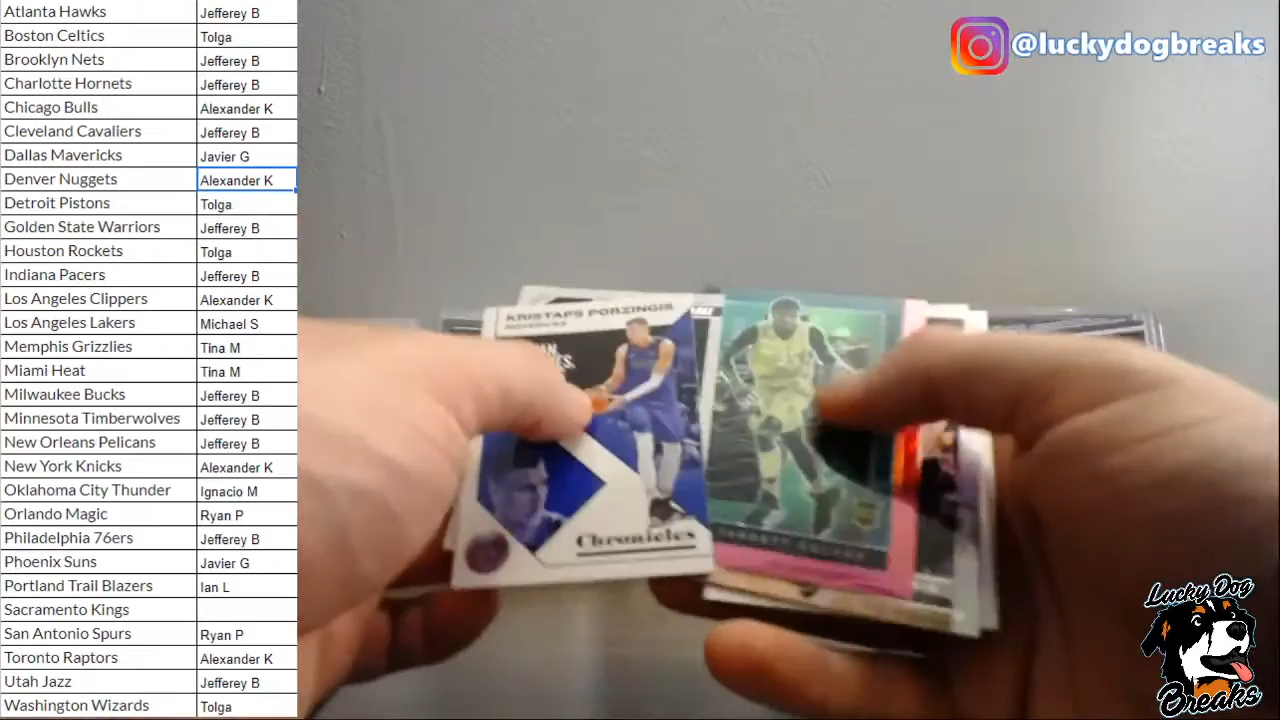 Atlanta Hawks Jefferey B
Boston Celtics Tolga
Brooklyn Nets Jefferey B
Charlotte Hornets Jefferey B
Chicago Bulls Alexander K
Cleveland Cavaliers Jefferey B
Dallas Mavericks Javier G
Denver Nuggets Alexander K
Detroit Pistons Tolga
Golden State Warriors Jefferey B
Houston Rockets Tolga
Indiana Pacers Jefferey B
Los Angeles Clippers Alexander K
Los Angeles Lakers Michael S
Memphis Grizzlies Tina M
Miami Heat Tina M
Milwaukee Bucks Jefferey B
Minnesota Timberwolves Jefferey B
New Orleans Pelicans Jefferey B
New York Knicks Alexander K
Oklahoma City Thunder Ignacio M
Orlando Magic Ryan P
Philadelphia 76ers Jefferey B
Phoenix Suns Javier G
Portland Trail Blazers Ian L
Sacramento Kings
San Antonio Spurs Ryan P
Toronto Raptors Alexander K
Utah Jazz Jefferey B
Washington Wizards Tolga
@luckydogbreaks
KRISTAPS PORZINGIS
Chronicles
Lucky Dog
Breaks